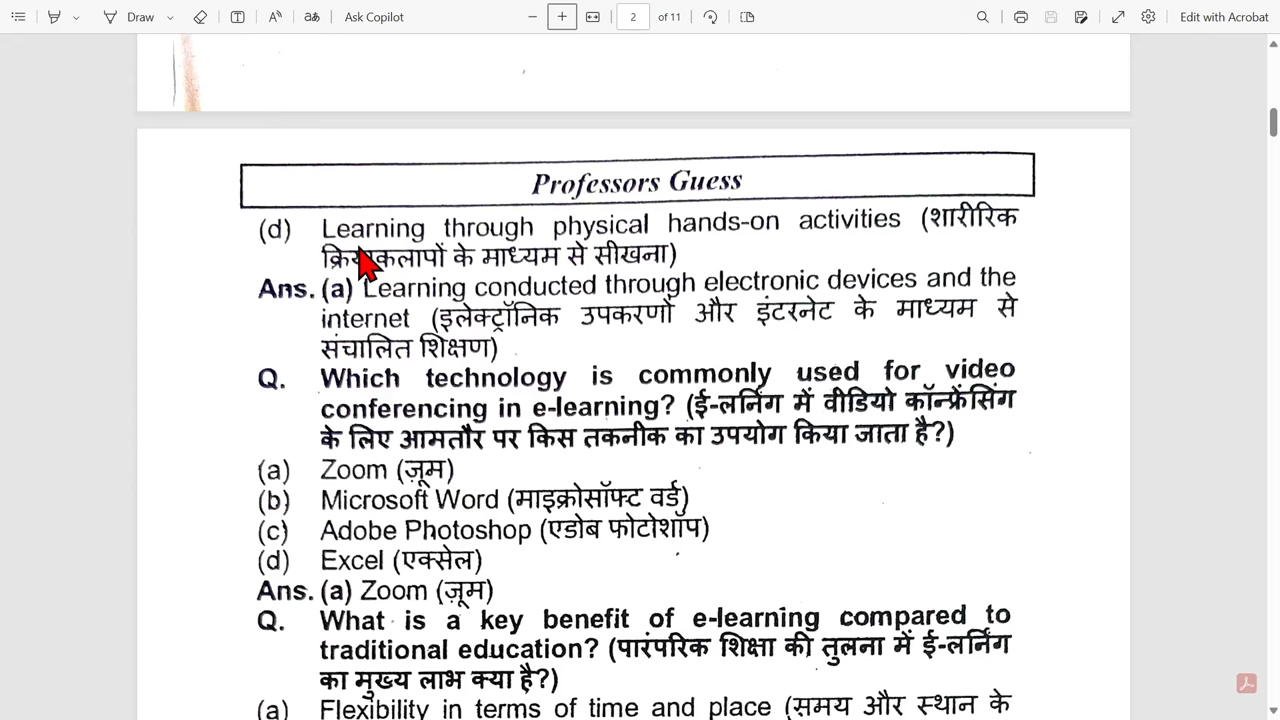 Draw
Ask Copilot
2 of 11
Edit with Acrobat
Professors Guess
(d) Learning through physical hands-on activities (शारीरिक
क्रियाकलापों के माध्यम से सीखना)
Ans. (a) Learning conducted through electronic devices and the
internet (इलेक्ट्रॉनिक उपकरणों और इंटरनेट के माध्यम से
संचालित शिक्षण)
Q. Which technology is commonly used for video
conferencing in e-learning? (ई-लर्निंग में वीडियो कॉन्फ्रेंसिंग
के लिए आमतौर पर किस तकनीक का उपयोग किया जाता है?)
(a) Zoom (ज़ूम)
(b) Microsoft Word (माइक्रोसॉफ्ट वर्ड)
(c) Adobe Photoshop (एडोब फोटोशॉप)
(d) Excel (एक्सेल)
Ans. (a) Zoom (ज़ूम)
Q. What is a key benefit of e-learning compared to
traditional education? (पारंपरिक शिक्षा की तुलना में ई-लर्निंग
का मुख्य लाभ क्या है?)
(a) Flexibility in terms of time and place (समय और स्थान के